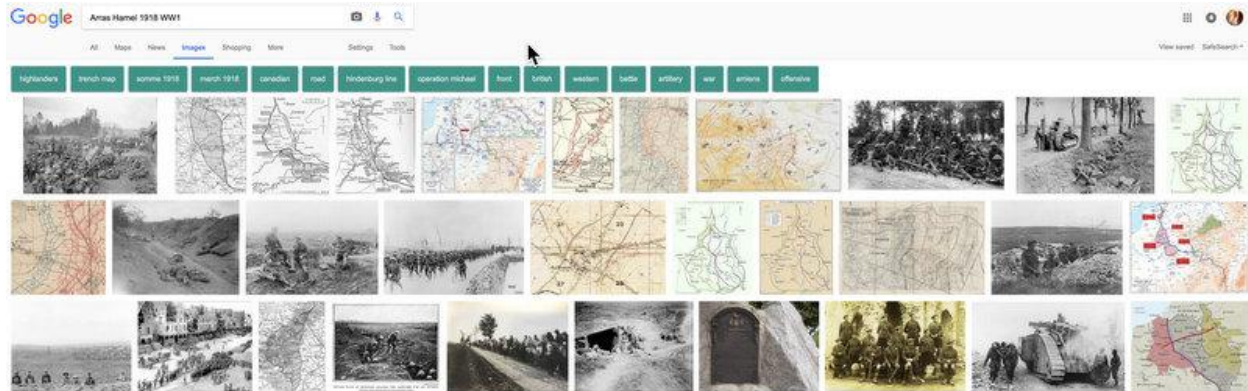 Google Arras Hamel 1918 WW1
All Maps News Images Shopping More Settings Tools View saved SafeSearch
highlanders trench map somme 1918 march 1918 canadian road hindenburg line operation michael front british western battle artillery war amiens offensive